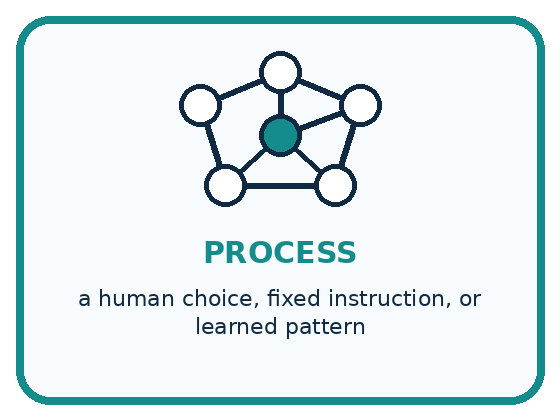 PROCESS
a human choice, fixed instruction, or
learned pattern